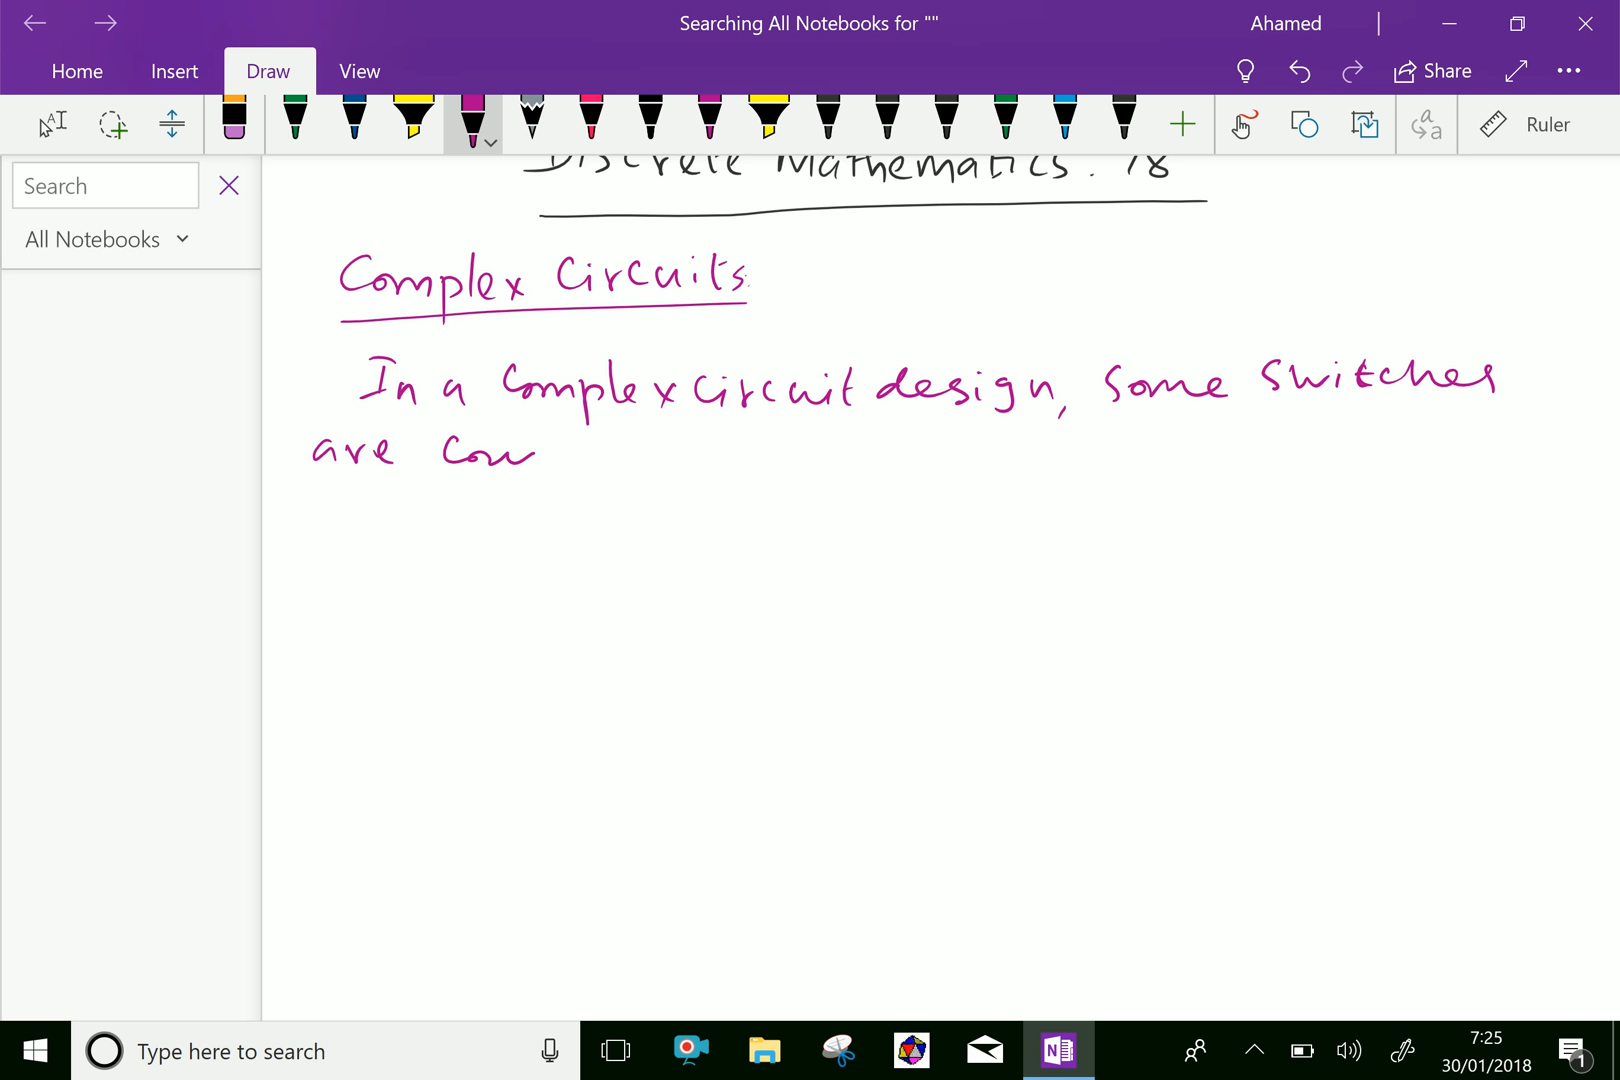 Searching All Notebooks for ""
Ahamed
Home Insert Draw View
Share
Ruler
Search
All Notebooks
Discrete Mathematics. 18
Complex Circuits:
In a Complex circuit design, Some Switches
are Con
Type here to search
7:25
30/01/2018
1